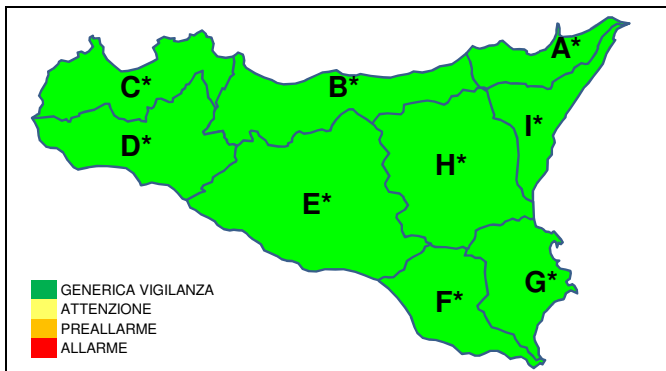 A*
C*
B*
I*
D*
H*
E*
G*
F*
GENERICA VIGILANZA
ATTENZIONE
PREALLARME
ALLARME